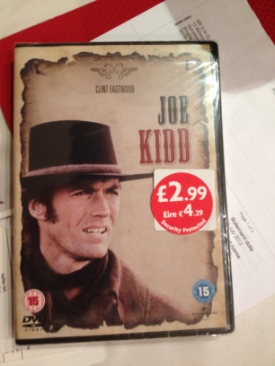 CLINT EASTWOOD
JOE
KIDD
£2.99
Eire €4.29
Security Protected
15
15
DVD